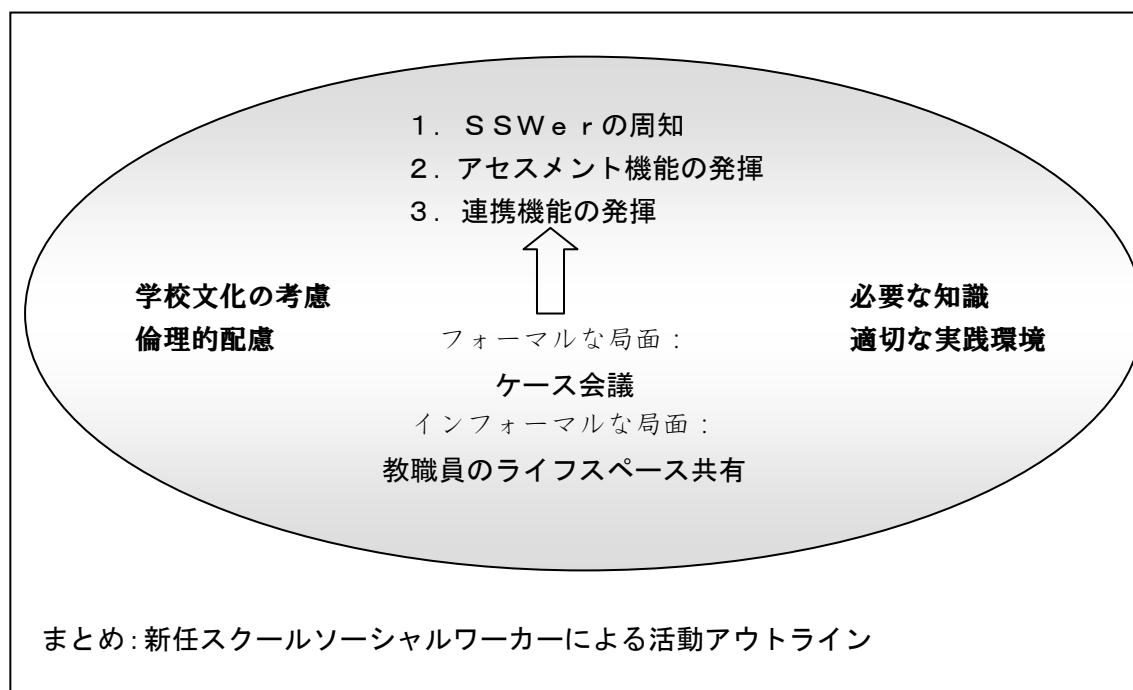 １．ＳＳＷｅｒの周知
２．アセスメント機能の発揮
３．連携機能の発揮
学校文化の考慮
倫理的配慮
必要な知識
適切な実践環境
フォーマルな局面：
ケース会議
インフォーマルな局面：
教職員のライフスペース共有
まとめ：新任スクールソーシャルワーカーによる活動アウトライン